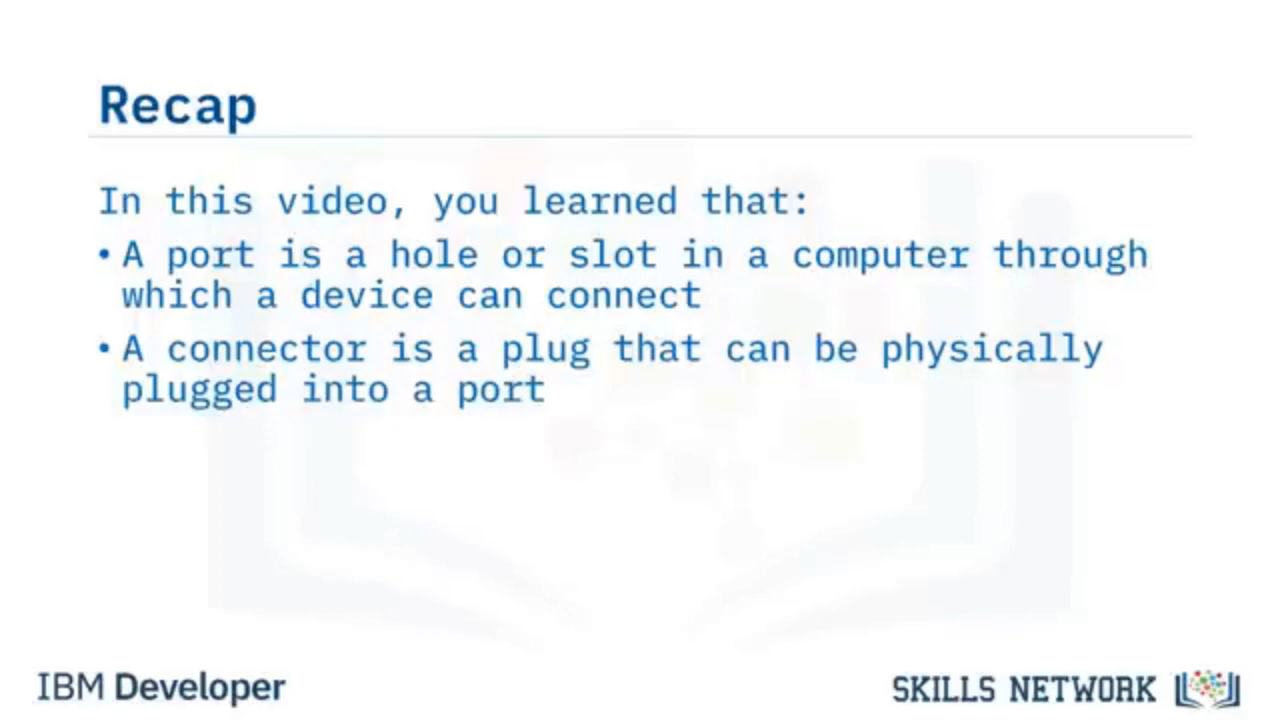 Recap
In this video, you learned that:
• A port is a hole or slot in a computer through
which a device can connect
• A connector is a plug that can be physically
plugged into a port
IBM Developer
SKILLS NETWORK